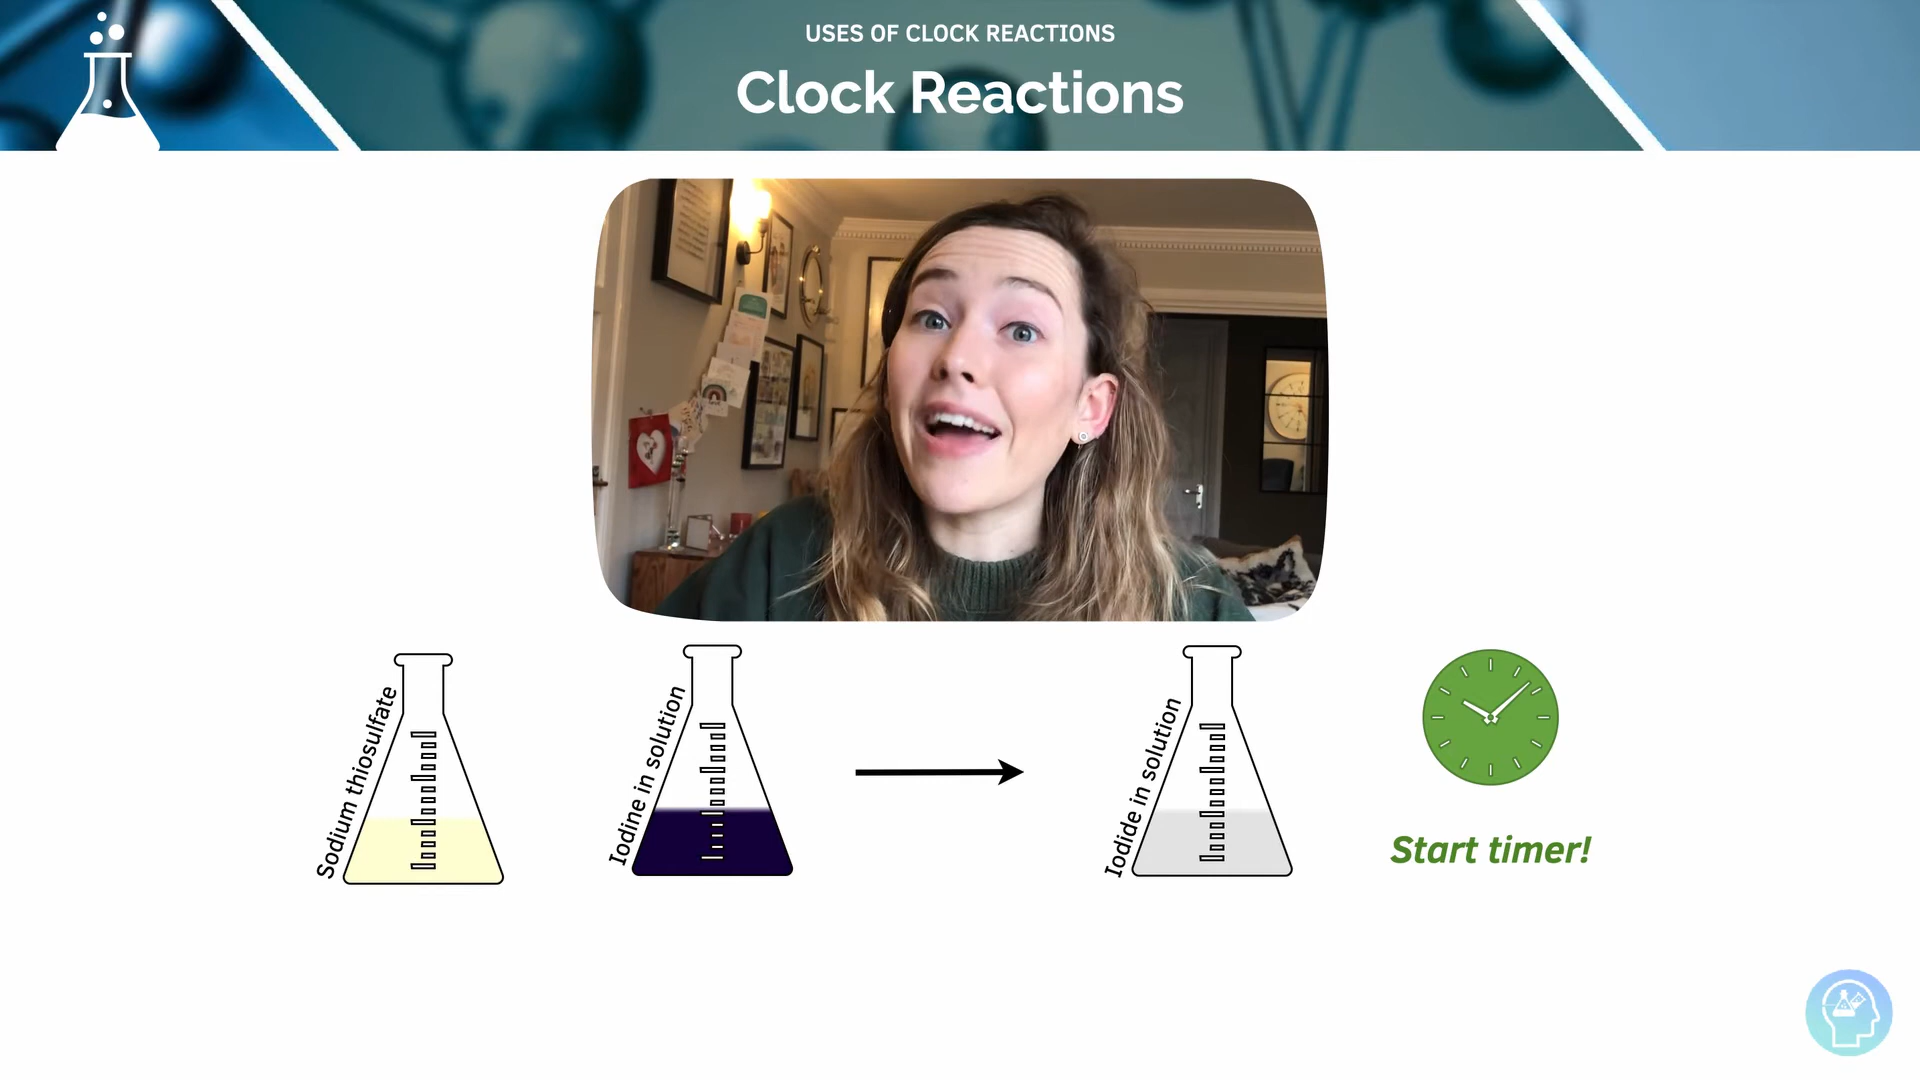 USES OF CLOCK REACTIONS
Clock Reactions
Sodium thiosulfate
Iodine in solution
Iodide in solution
Start timer!